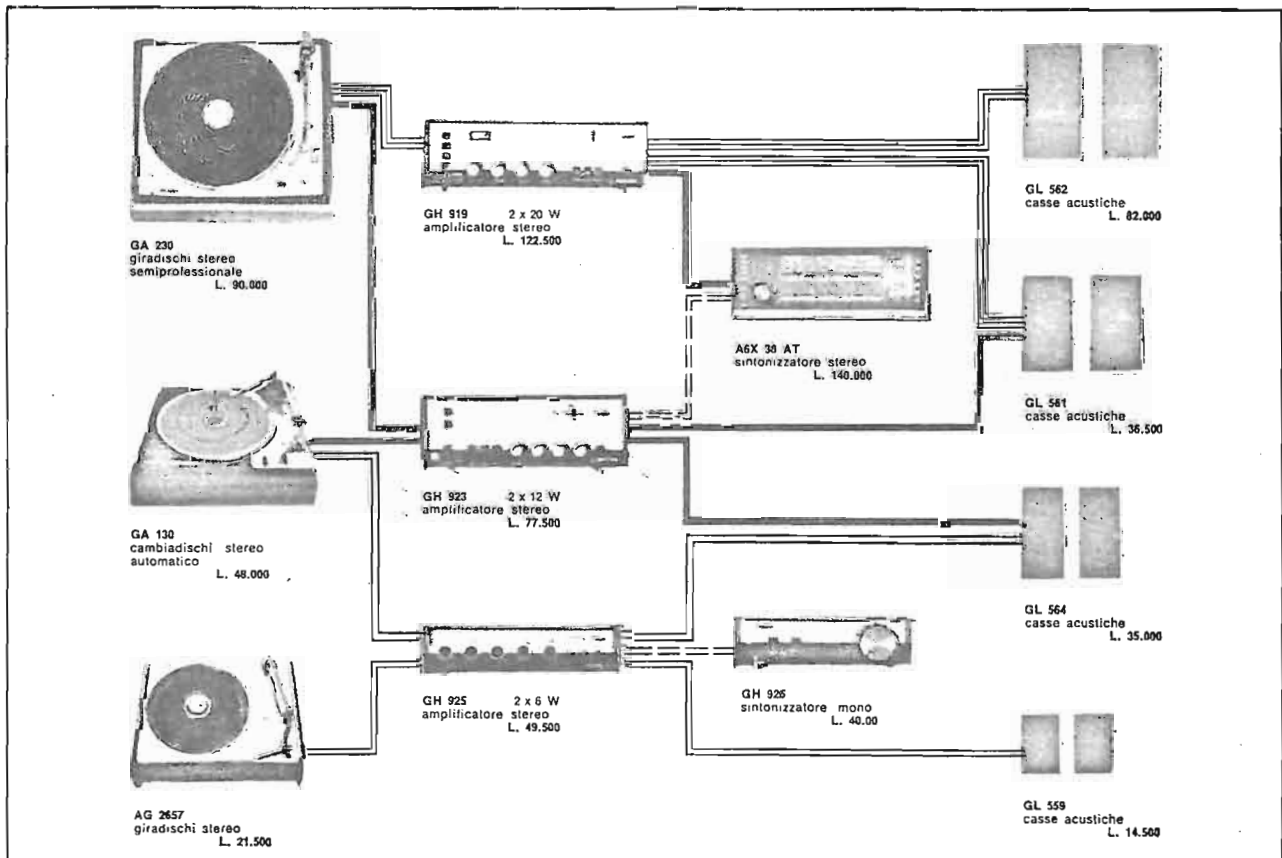 GA 230
giradischi stereo
semiprofessionale
L. 90.000
GH 919 2 x 20 W
amplificatore stereo
L. 122.500
GL 562
casse acustiche
L. 82.000
A6X 38 AT
sintonizzatore stereo
L. 140.000
GL 561
casse acustiche
L. 36.500
GA 130
cambiadischi stereo
automatico
L. 48.000
GH 923 2 x 12 W
amplificatore stereo
L. 77.500
GL 564
casse acustiche
L. 35.000
GH 925 2 x 6 W
amplificatore stereo
L. 49.500
GH 926
sintonizzatore mono
L. 40.00
AG 2657
giradischi stereo
L. 21.500
GL 559
casse acustiche
L. 14.500